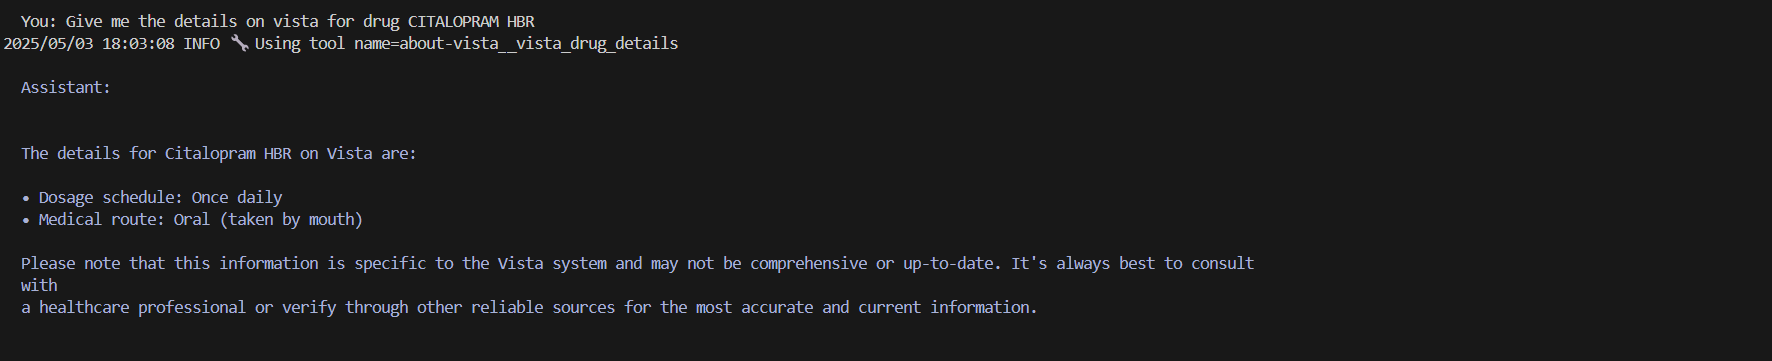 You: Give me the details on vista for drug CITALOPRAM HBR
2025/05/03 18:03:08 INFO 🔧 Using tool name=about-vista__vista_drug_details
Assistant:
The details for Citalopram HBR on Vista are:
• Dosage schedule: Once daily
• Medical route: Oral (taken by mouth)
Please note that this information is specific to the Vista system and may not be comprehensive or up-to-date. It's always best to consult
with
a healthcare professional or verify through other reliable sources for the most accurate and current information.